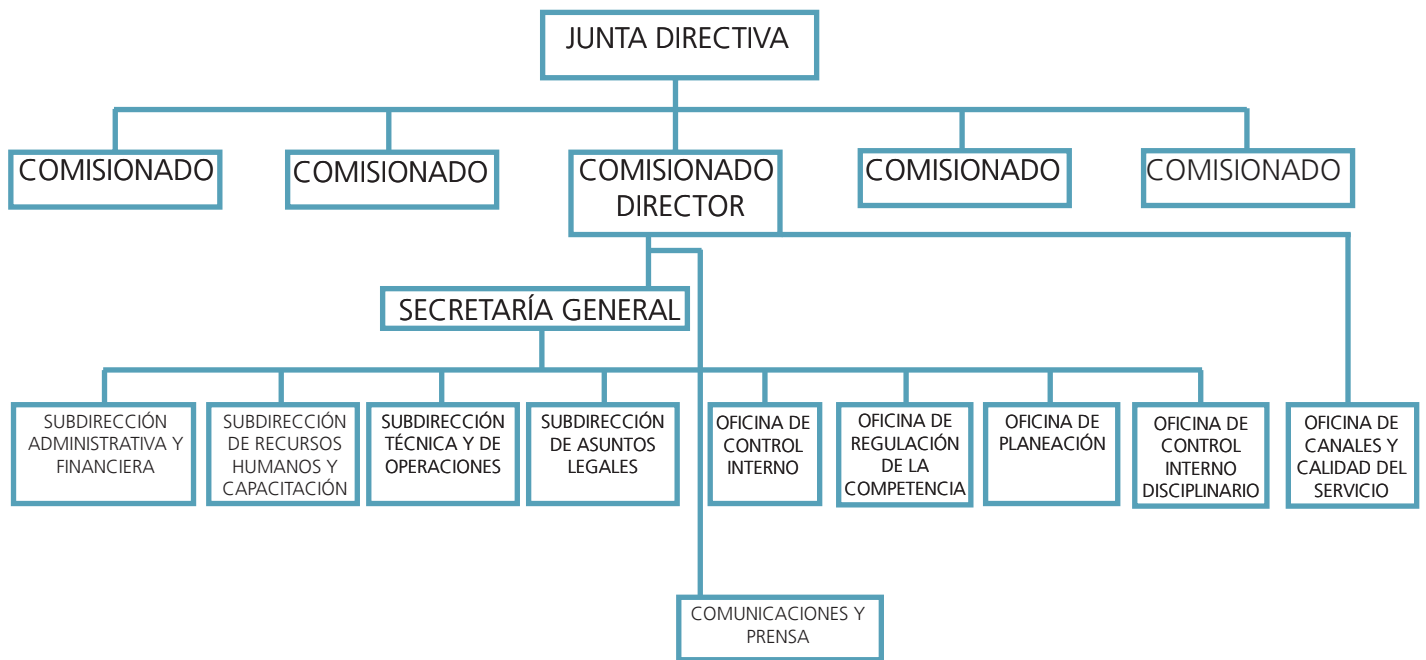 JUNTA DIRECTIVA
COMISIONADO
COMISIONADO
COMISIONADO
DIRECTOR
COMISIONADO
COMISIONADO
SECRETARÍA GENERAL
SUBDIRECCIÓN
ADMINISTRATIVA Y
FINANCIERA
SUBDIRECCIÓN
DE RECURSOS
HUMANOS Y
CAPACITACIÓN
SUBDIRECCIÓN
TÉCNICA Y DE
OPERACIONES
SUBDIRECCIÓN
DE ASUNTOS
LEGALES
OFICINA DE
CONTROL
INTERNO
OFICINA DE
REGULACIÓN
DE LA
COMPETENCIA
OFICINA DE
PLANEACIÓN
OFICINA DE
CONTROL
INTERNO
DISCIPLINARIO
OFICINA DE
CANALES Y
CALIDAD DEL
SERVICIO
COMUNICACIONES Y
PRENSA